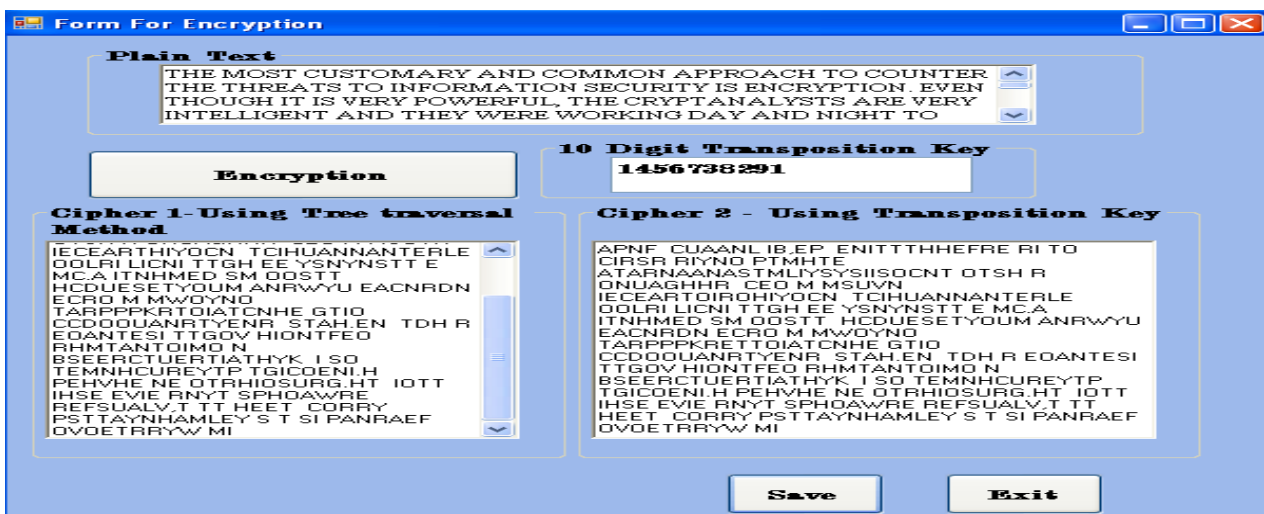 Form For Encryption
Plain Text
THE MOST CUSTOMARY AND COMMON APPROACH TO COUNTER
THE THREATS TO INFORMATION SECURITY IS ENCRYPTION. EVEN
THOUGH IT IS VERY POWERFUL, THE CRYPTANALYSTS ARE VERY
INTELLIGENT AND THEY WERE WORKING DAY AND NIGHT TO
Encryption
10 Digit Transposition Key
1456738291
Cipher 1-Using Tree traversal
Method
IECEARTHIYOCN TCIHUANNANTERLE
OOLRI LICNI TTGH EE YSNYNSTT E
MC.A ITNHMED SM OOSTT
HCDUESETYOUM ANRWYU EACNRDN
ECRO M MWOYNO
TARPPPKRTOIATCNHE GTIO
CCDOOUANRTYENR STAH.EN TDH R
EOANTESI TTGOV HIONTFEO
RHMTANTOIMO N
BSEERCTUERTIATHYK I SO
TEMNHCUREYTP TGICOENI.H
PEHVHE NE OTRHIOSURG.HT IOTT
IHSE EVIE RNYT SPHOAWRE
REFSUALV,T TT HEET CORRY
PSTTAYNHAMLEY S T SI PANRAEF
OVOETRRYW MI
Cipher 2 - Using Transposition Key
APNF CUAANL IB,EP ENITTTHHEFRE RI TO
CIRSR RIYNO PTMHTE
ATARNAANASTMLIYSYSIISOCNT OTSH R
ONUAGHHR CEO M MSUVN
IECEARTOIROHIYOCN TCIHUANNANTERLE
OOLRI LICNI TTGH EE YSNYNSTT E MC.A
ITNHMED SM OOSTT HCDUESETYOUM ANRWYU
EACNRDN ECRO M MWOYNO
TARPPPKRETTOIATCNHE GTIO
CCDOOUANRTYENR STAH.EN TDH R EOANTESI
TTGOV HIONTFEO RHMTANTOIMO N
BSEERCTUERTIATHYK I SO TEMNHCUREYTP
TGICOENI.H PEHVHE NE OTRHIOSURG.HT IOTT
IHSE EVIE RNYT SPHOAWRE REFSUALV,T TT
HEET CORRY PSTTAYNHAMLEY S T SI PANRAEF
OVOETRRYW MI
Save
Exit